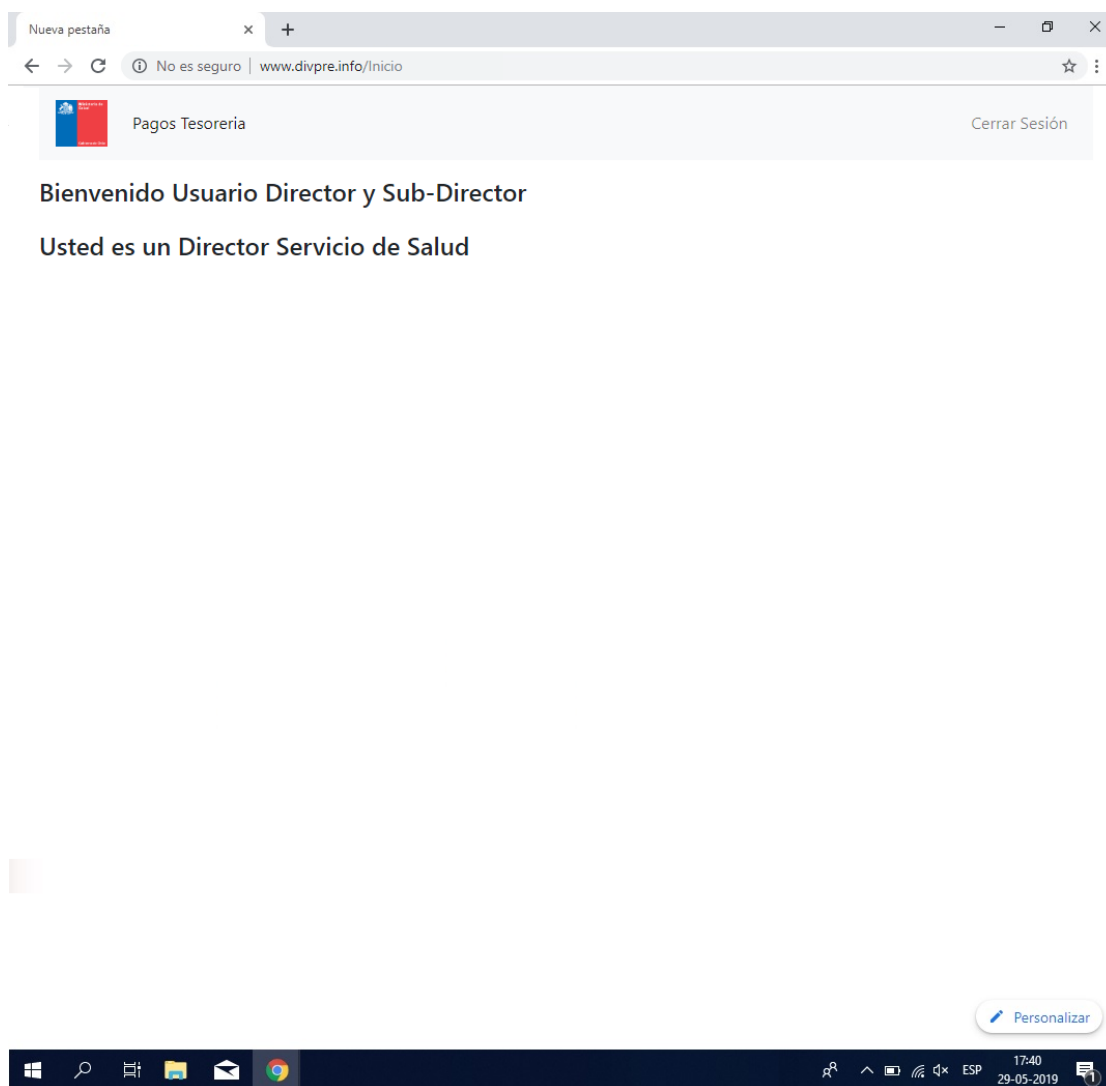 Nueva pestaña
No es seguro | www.divpre.info/Inicio
Pagos Tesoreria
Cerrar Sesión
Bienvenido Usuario Director y Sub-Director
Usted es un Director Servicio de Salud
Personalizar
ESP
17:40
29-05-2019
1